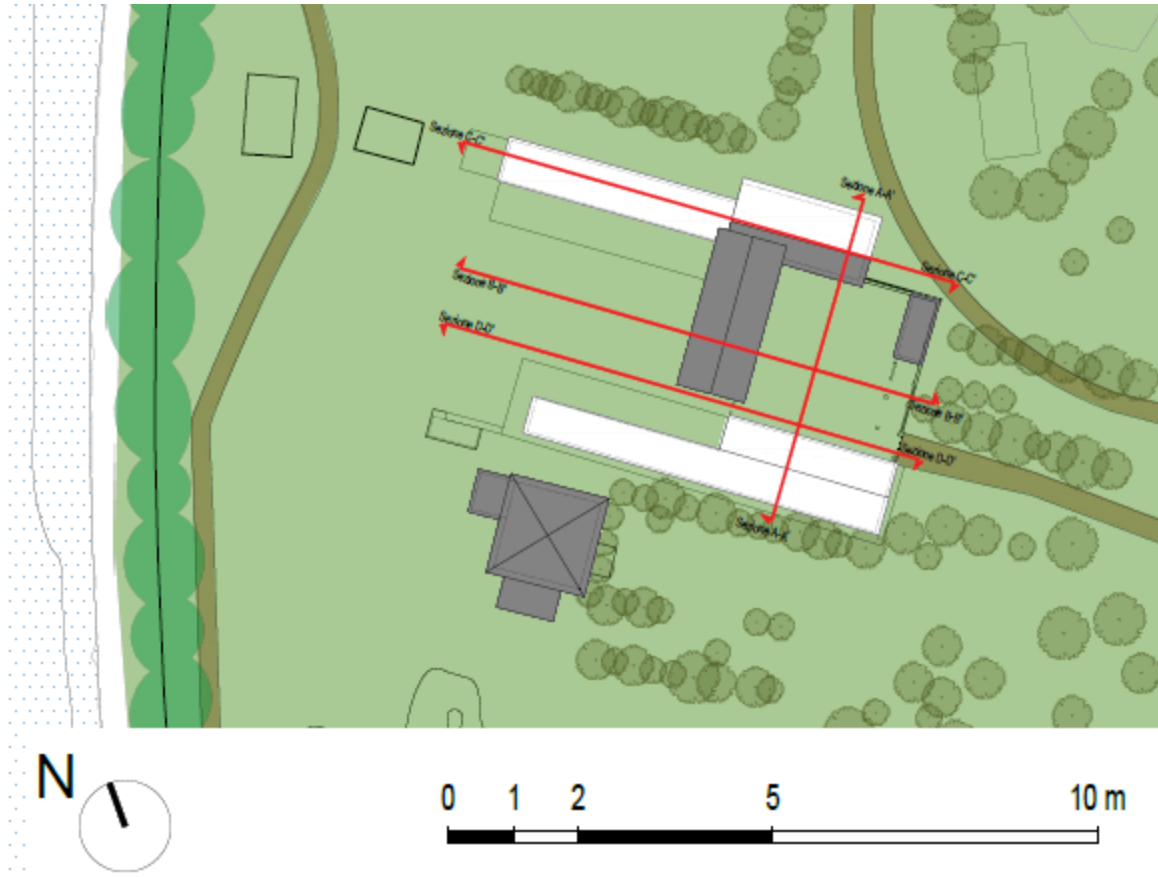 Sezione C-C'
Sezione A-A'
Sezione C-C'
Sezione B-B'
Sezione D-D'
Sezione B-B'
Sezione D-D'
Sezione A-A'
N
0 1 2 5 10 m